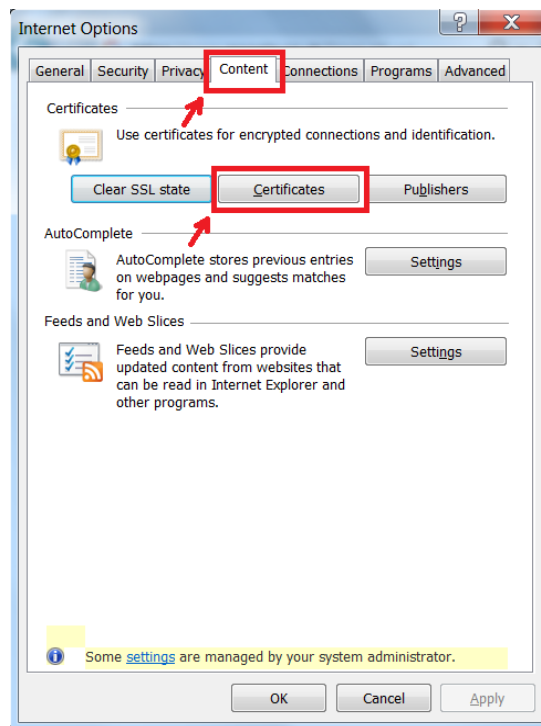 Internet Options
General Security Privacy Content Connections Programs Advanced
Certificates
Use certificates for encrypted connections and identification.
Clear SSL state Certificates Publishers
AutoComplete
AutoComplete stores previous entries
on webpages and suggests matches
for you.
Settings
Feeds and Web Slices
Feeds and Web Slices provide
updated content from websites that
can be read in Internet Explorer and
other programs.
Settings
Some settings are managed by your system administrator.
OK Cancel Apply